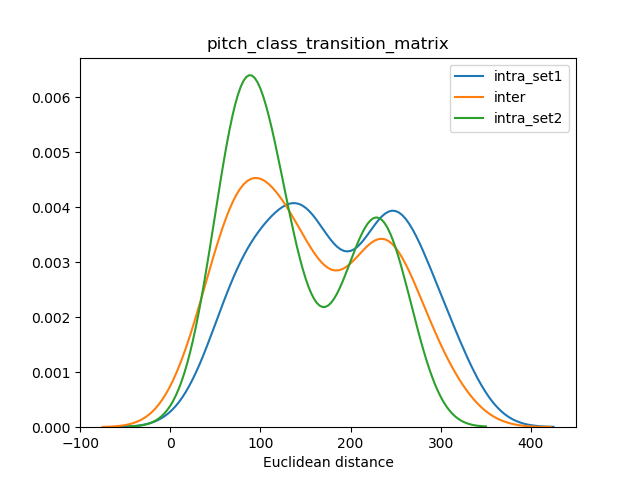 pitch_class_transition_matrix
intra_set1
inter
intra_set2
0.006
0.005
0.004
0.003
0.002
0.001
0.000
−100 0 100 200 300 400
Euclidean distance